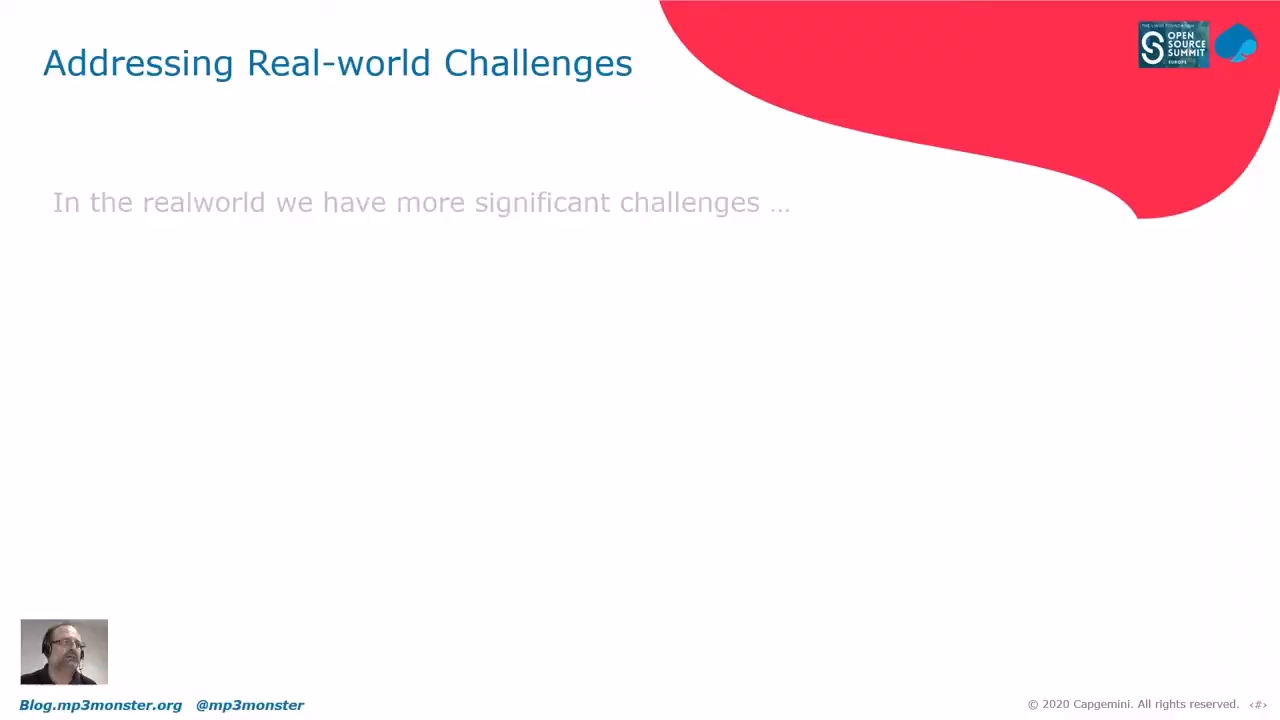 Addressing Real-world Challenges
THE LINUX FOUNDATION
OPEN
SOURCE
SUMMIT
EUROPE
In the realworld we have more significant challenges …
Blog.mp3monster.org @mp3monster
© 2020 Capgemini. All rights reserved. ‹#›